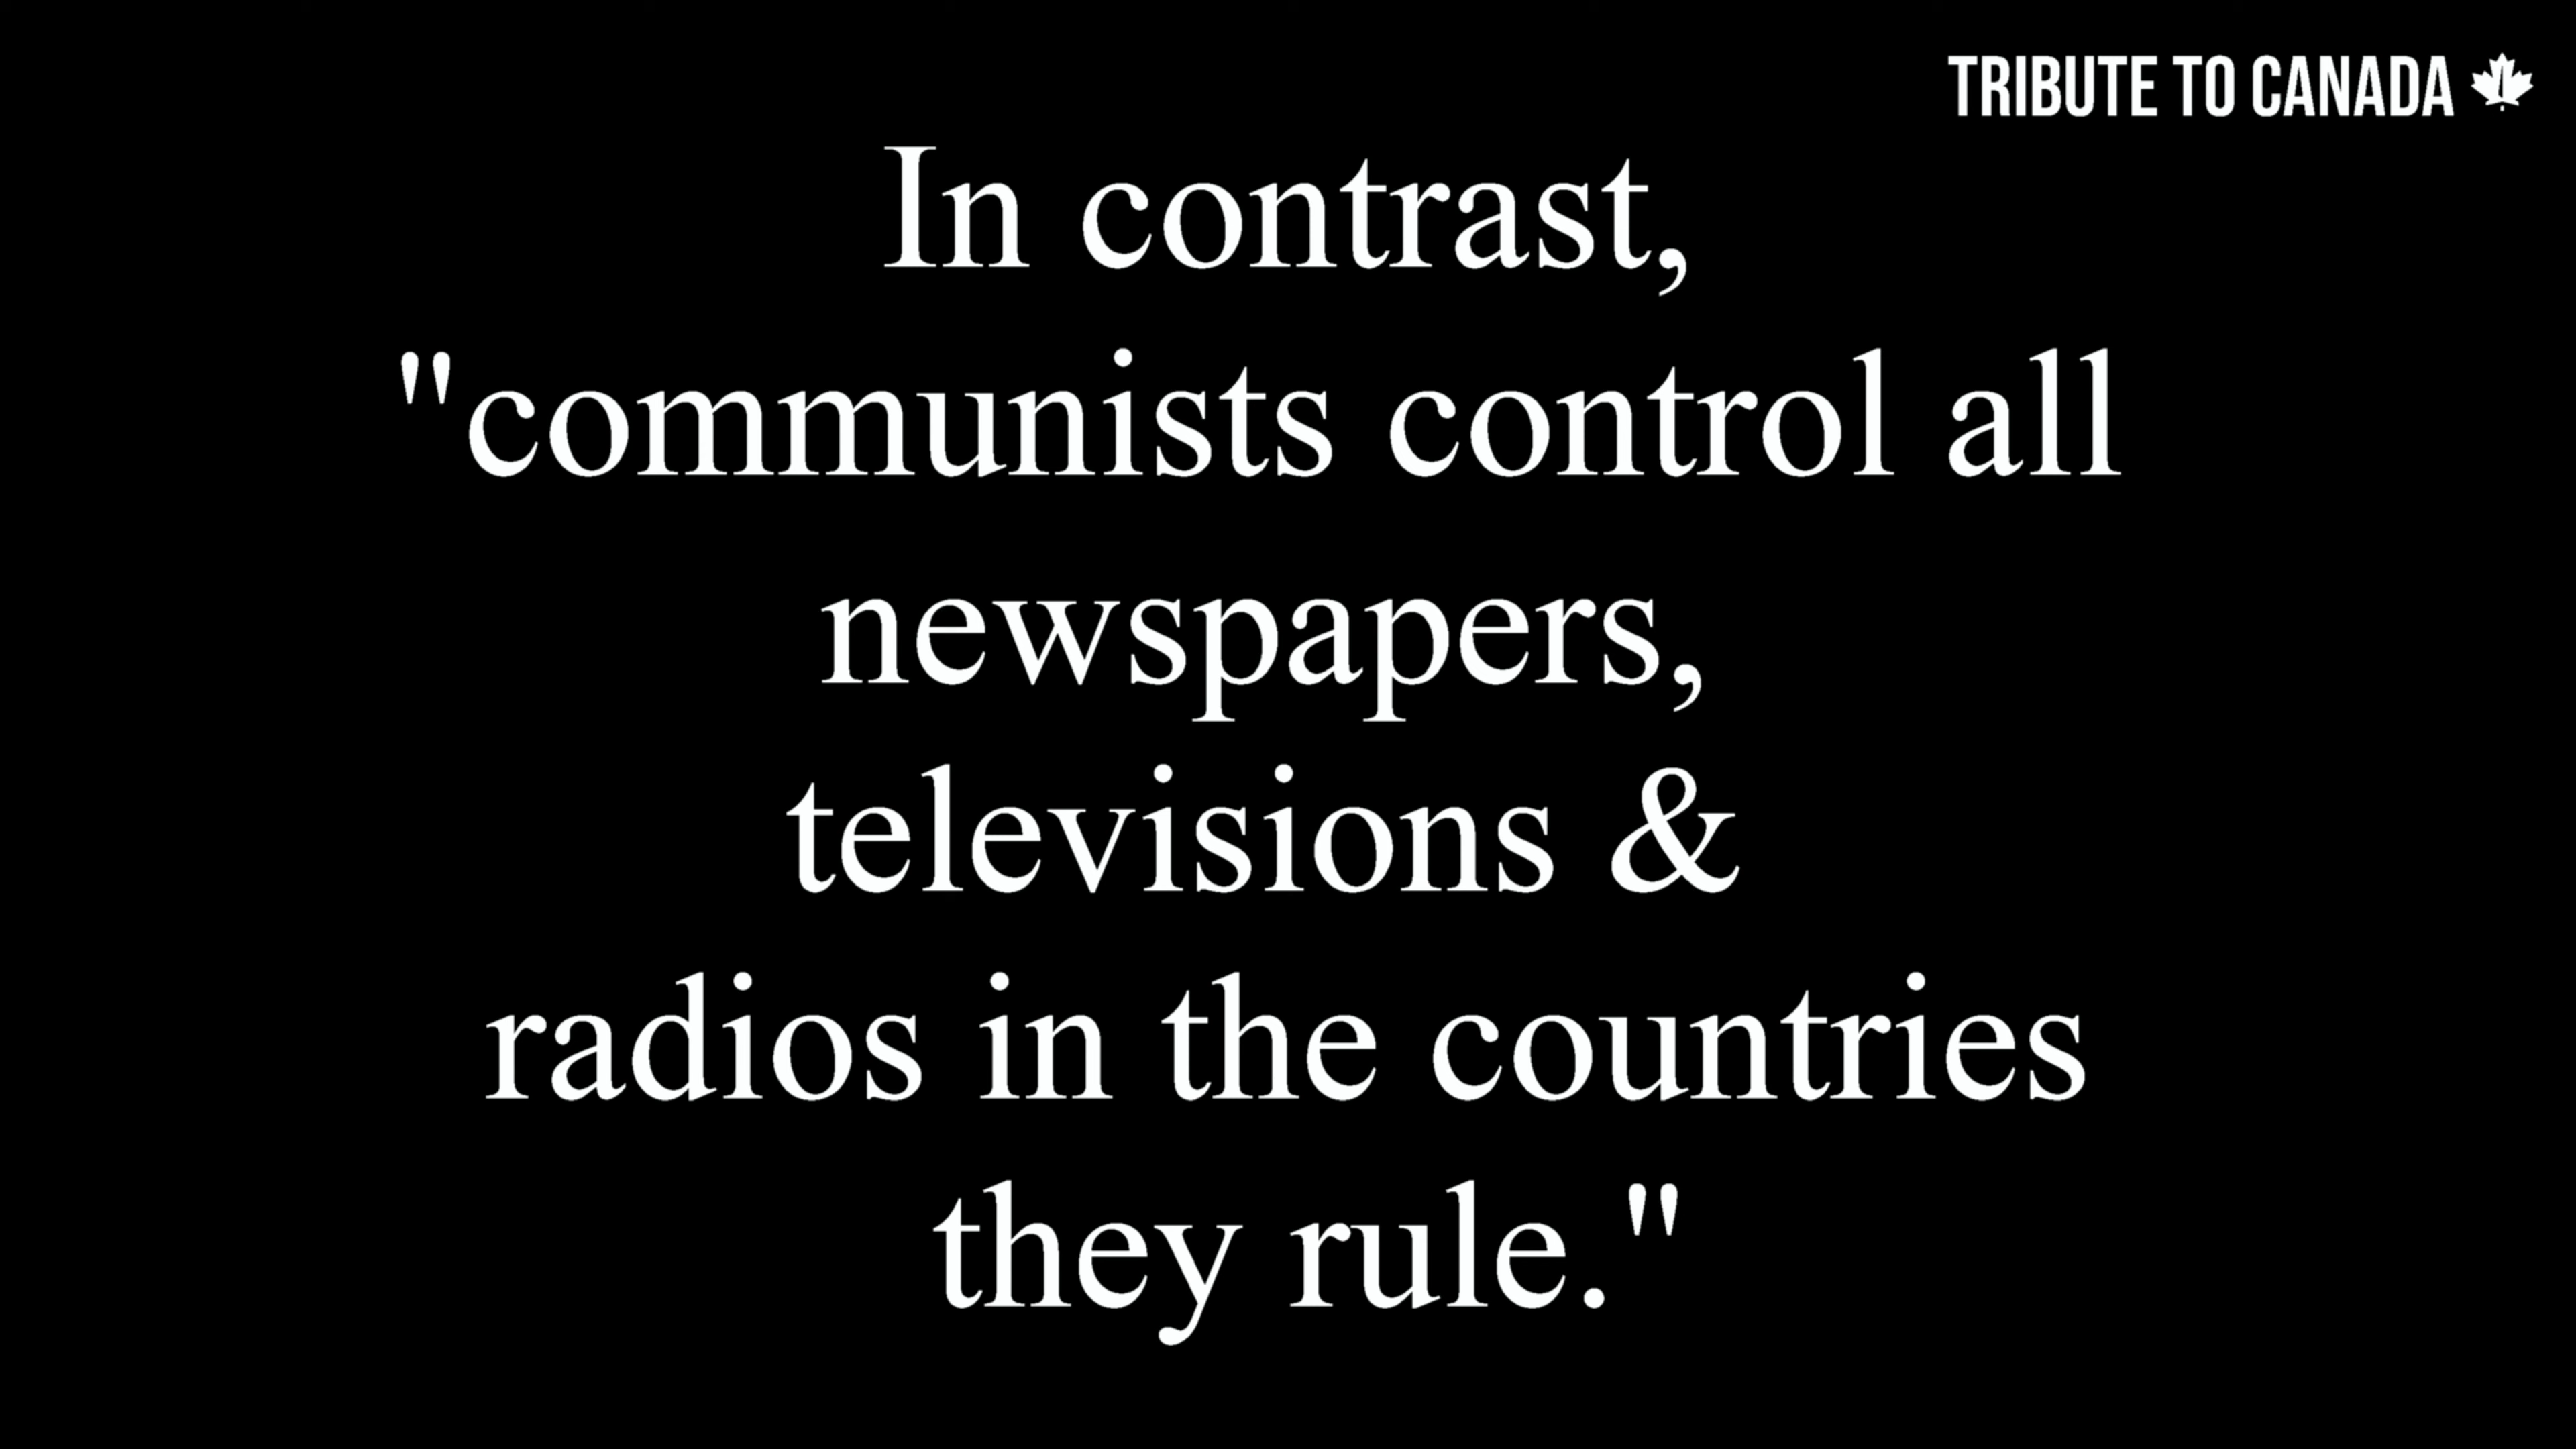 TRIBUTE TO CANADA
In contrast,
"communists control all
newspapers,
televisions &
radios in the countries
they rule."